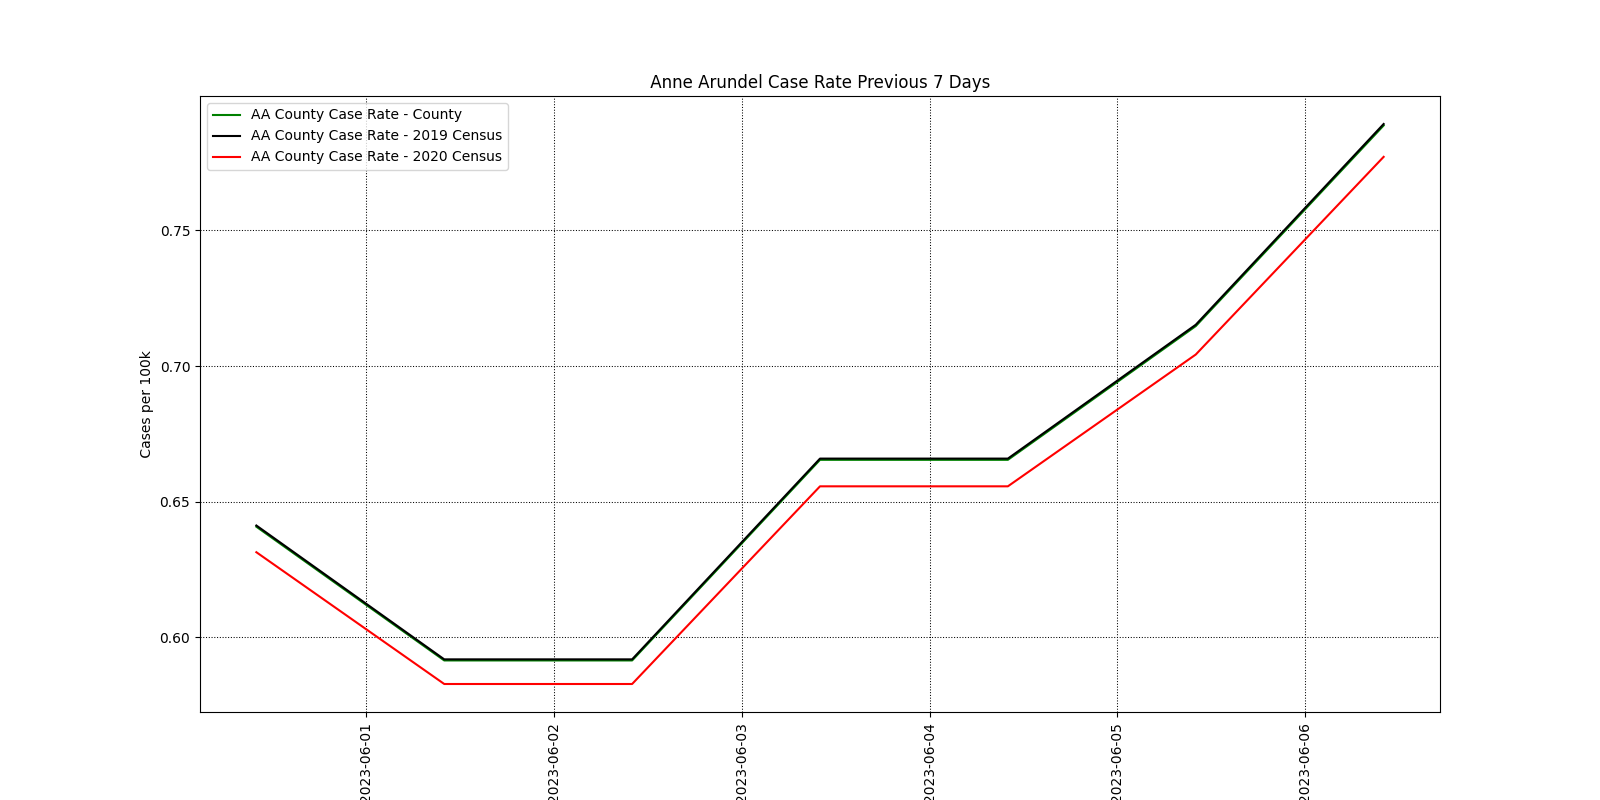 Anne Arundel Case Rate Previous 7 Days
AA County Case Rate - County
AA County Case Rate - 2019 Census
AA County Case Rate - 2020 Census
Cases per 100k
0.75
0.70
0.65
0.60
2023-06-01
2023-06-02
2023-06-03
2023-06-04
2023-06-05
2023-06-06